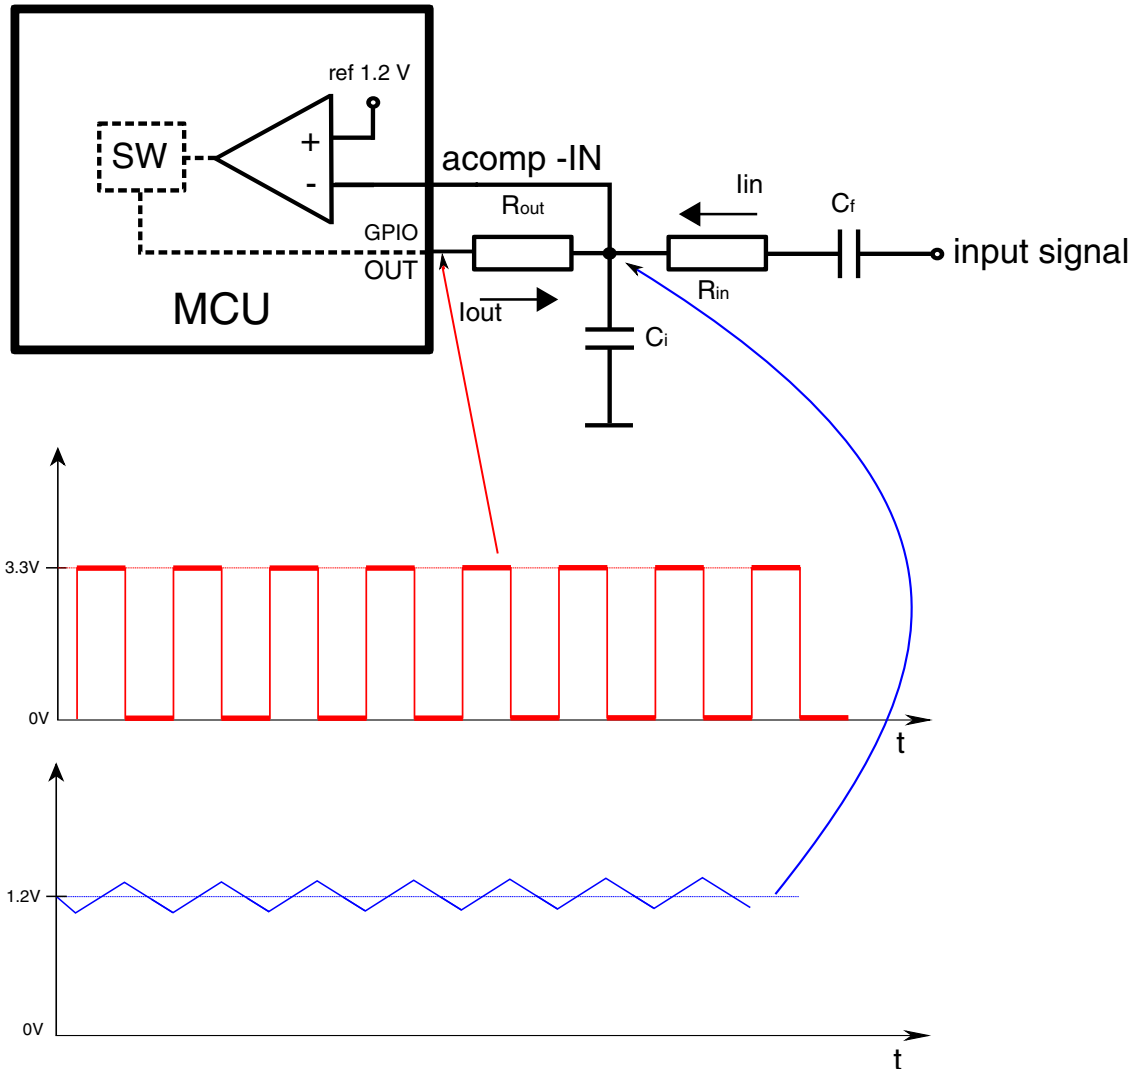 ref 1.2 V
SW
+
-
acomp -IN
Rout
Iin
Cf
GPIO
OUT
input signal
MCU
Iout
Rin
Ci
3.3V
0V
t
1.2V
0V
t